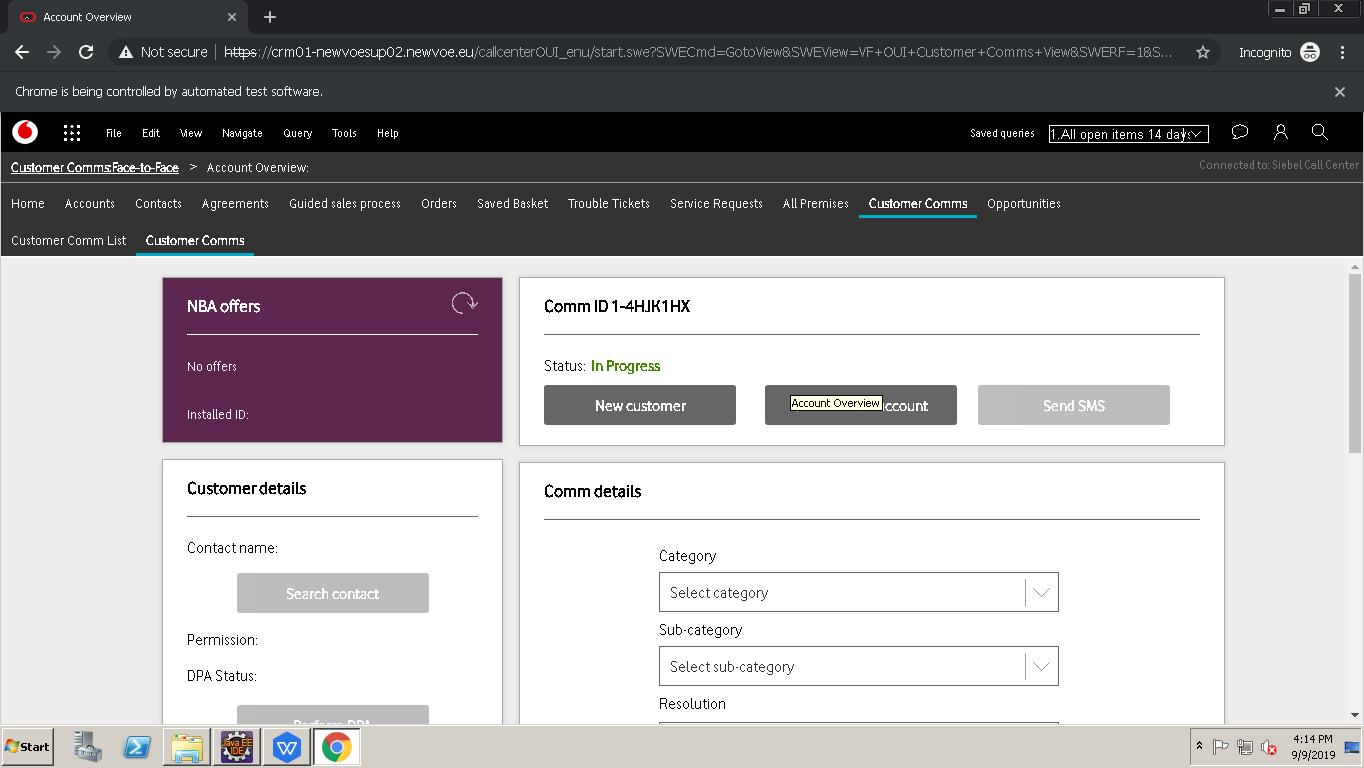 Account Overview
Not secure https://crm01-newvoesup02.newvoe.eu/callcenterOUI_enu/start.swe?SWECmd=GotoView&SWEView=VF+OUI+Customer+Comms+View&SWERF=1&S... Incognito
Chrome is being controlled by automated test software.
File Edit View Navigate Query Tools Help Saved queries 1.All open items 14 days
Customer Comms:Face-to-Face > Account Overview: Connected to: Siebel Call Center
Home Accounts Contacts Agreements Guided sales process Orders Saved Basket Trouble Tickets Service Requests All Premises Customer Comms Opportunities
Customer Comm List Customer Comms
NBA offers
No offers
Installed ID:
Comm ID 1-4HJK1HX
Status: In Progress
New customer Account Overview ccount Send SMS
Customer details
Contact name:
Search contact
Permission:
DPA Status:
Perform DPA
Comm details
Category
Select category
Sub-category
Select sub-category
Resolution
Start Java EE IDE W 4:14 PM
9/9/2019